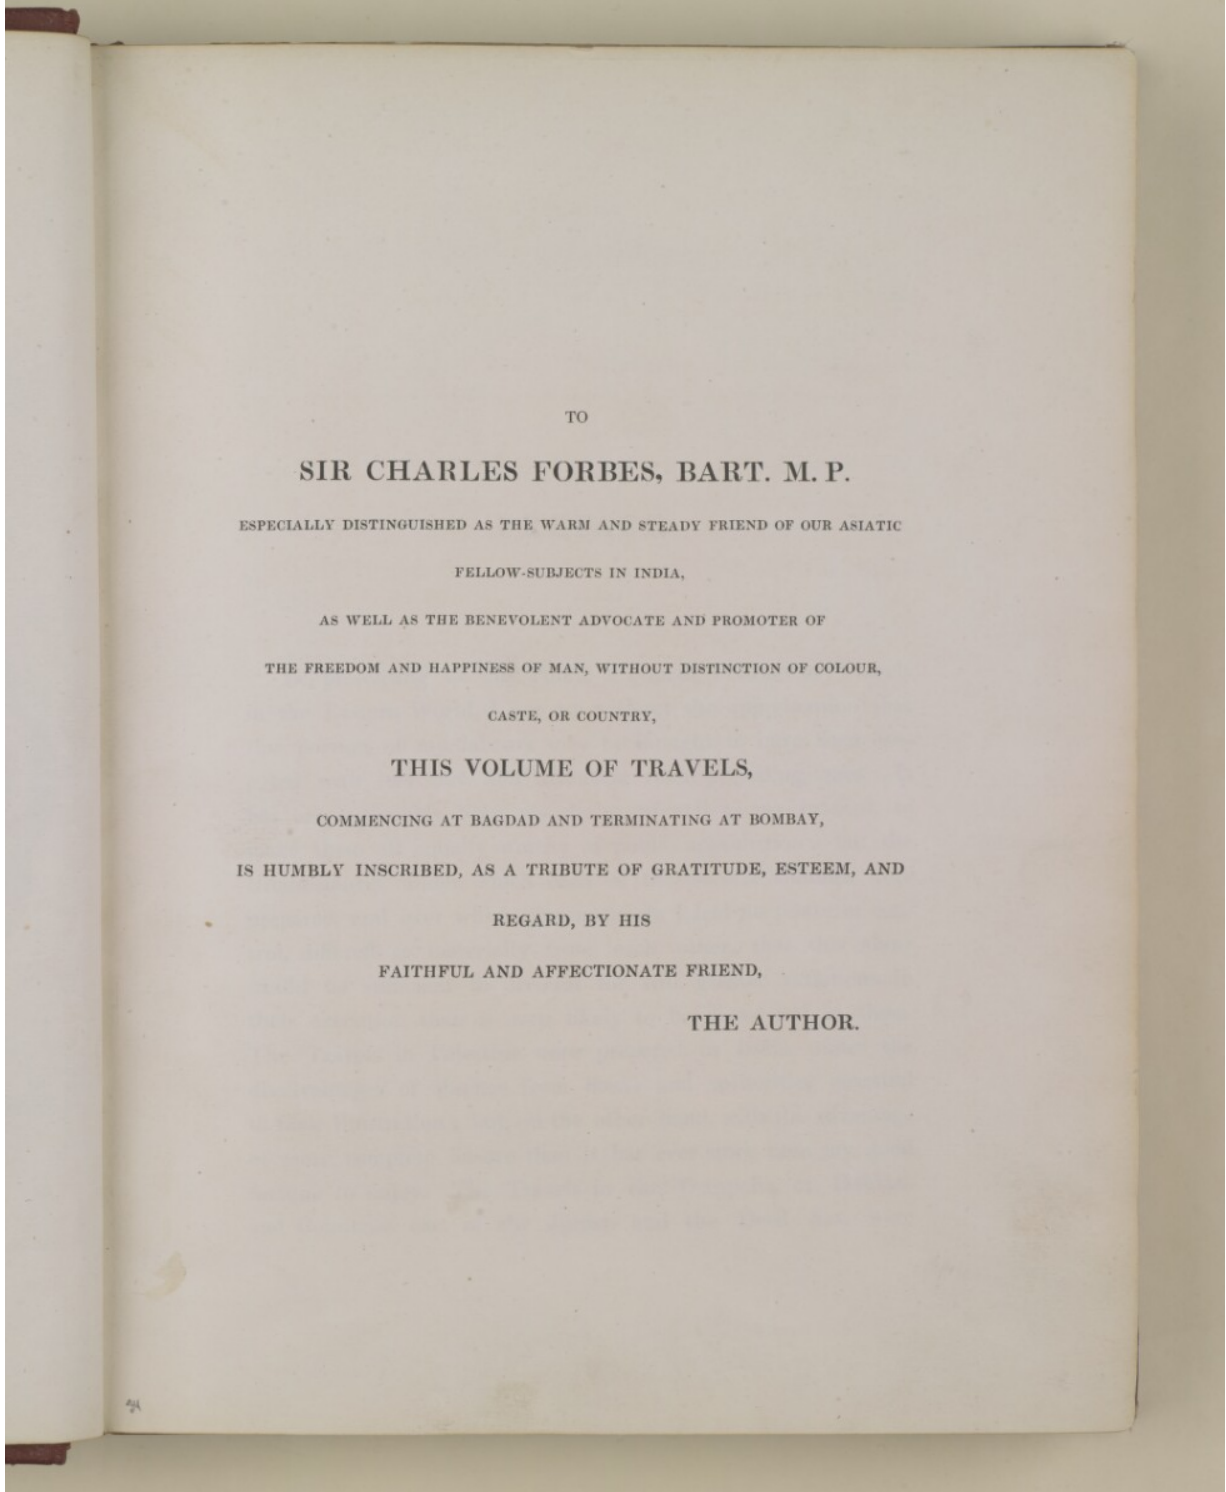 TO
SIR CHARLES FORBES, BART. M. P.
ESPECIALLY DISTINGUISHED AS THE WARM AND STEADY FRIEND OF OUR ASIATIC
FELLOW-SUBJECTS IN INDIA,
AS WELL AS THE BENEVOLENT ADVOCATE AND PROMOTER OF
THE FREEDOM AND HAPPINESS OF MAN, WITHOUT DISTINCTION OF COLOUR,
CASTE, OR COUNTRY,
THIS VOLUME OF TRAVELS,
COMMENCING AT BAGDAD AND TERMINATING AT BOMBAY,
IS HUMBLY INSCRIBED, AS A TRIBUTE OF GRATITUDE, ESTEEM, AND
REGARD, BY HIS
FAITHFUL AND AFFECTIONATE FRIEND,
THE AUTHOR.